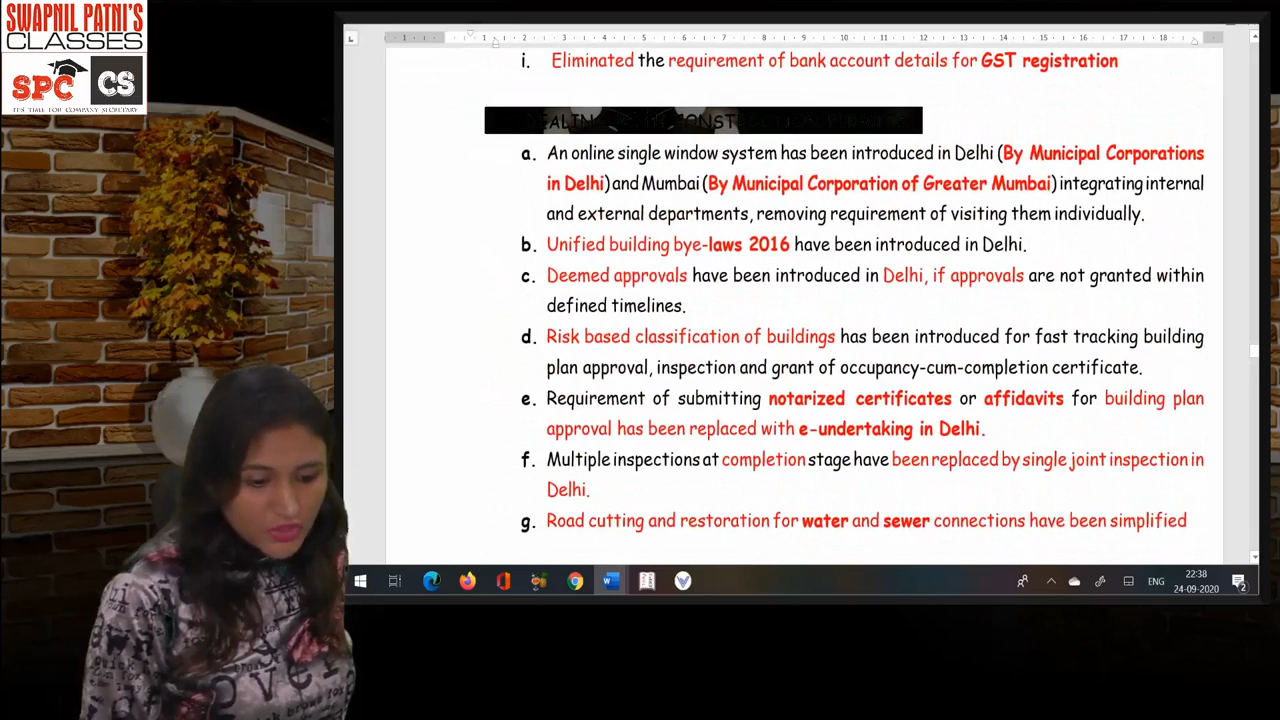 SWAPNIL PATNI'S
CLASSES
SPC CS
IT'S TIME FOR COMPANY SECRETARY
i. Eliminated the requirement of bank account details for GST registration
a. An online single window system has been introduced in Delhi (By Municipal Corporations
in Delhi) and Mumbai (By Municipal Corporation of Greater Mumbai) integrating internal
and external departments, removing requirement of visiting them individually.
b. Unified building bye-laws 2016 have been introduced in Delhi.
c. Deemed approvals have been introduced in Delhi, if approvals are not granted within
defined timelines.
d. Risk based classification of buildings has been introduced for fast tracking building
plan approval, inspection and grant of occupancy-cum-completion certificate.
e. Requirement of submitting notarized certificates or affidavits for building plan
approval has been replaced with e-undertaking in Delhi.
f. Multiple inspections at completion stage have been replaced by single joint inspection in
Delhi.
g. Road cutting and restoration for water and sewer connections have been simplified
ENG
22:38
24-09-2020
2